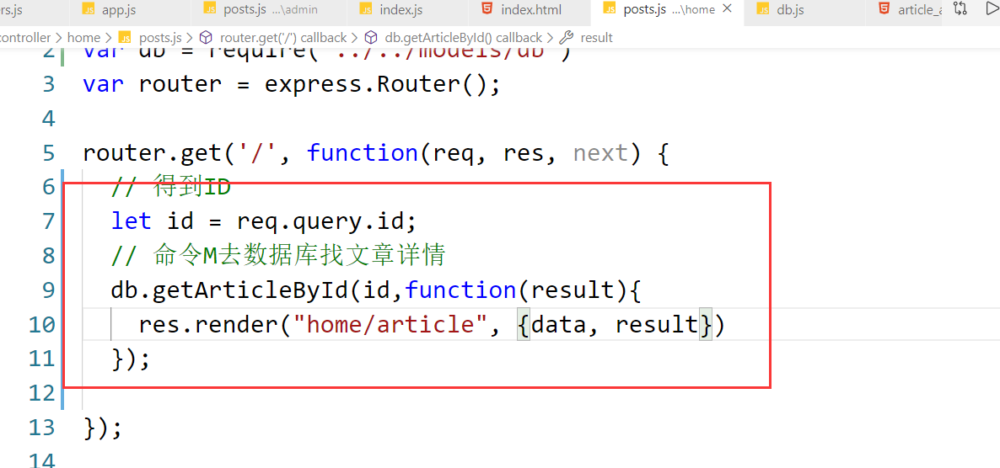 ers.js app.js posts.js ...\admin index.js index.html posts.js ...\home db.js article_a
controller > home > posts.js > router.get('/') callback > db.getArticleById() callback > result
2 var db = require("../../models/db")
3 var router = express.Router();
4
5 router.get('/', function(req, res, next) {
6 // 得到ID
7 let id = req.query.id;
8 // 命令M去数据库找文章详情
9 db.getArticleById(id,function(result){
10 res.render("home/article", {data, result})
11 });
12
13 });
14